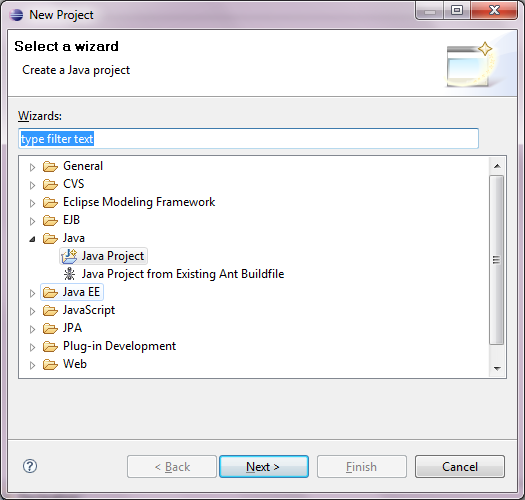 New Project
Select a wizard
Create a Java project
Wizards:
type filter text
General
CVS
Eclipse Modeling Framework
EJB
Java
Java Project
Java Project from Existing Ant Buildfile
Java EE
JavaScript
JPA
Plug-in Development
Web
? < Back Next > Finish Cancel